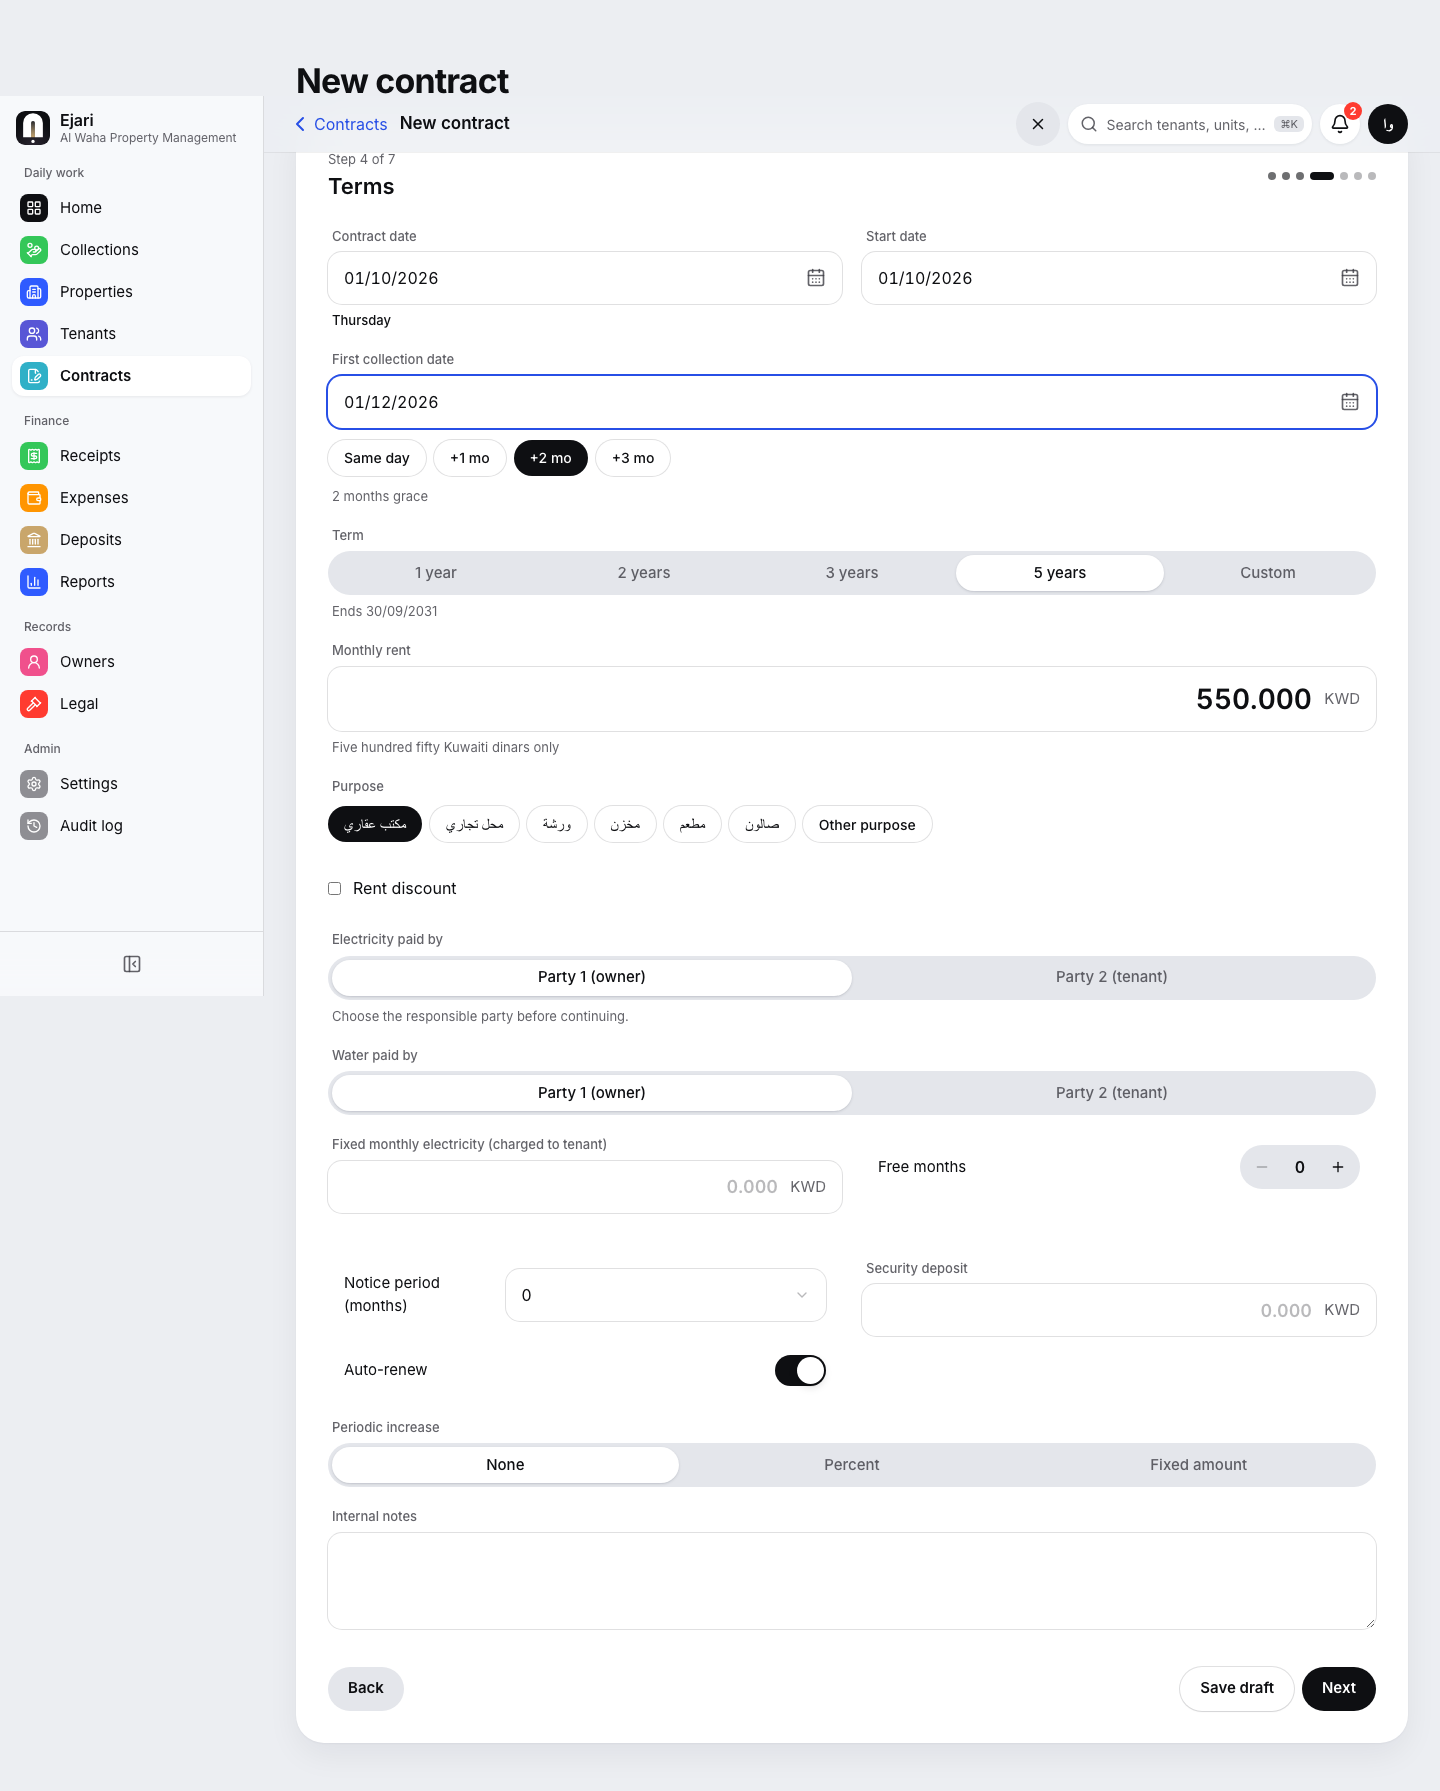 New contract
Ejari
Al Waha Property Management
Contracts
New contract
Search tenants, units, ...
⌘K
2
وا
Daily work
Home
Collections
Properties
Tenants
Contracts
Finance
Receipts
Expenses
Deposits
Reports
Records
Owners
Legal
Admin
Settings
Audit log
Step 4 of 7
Terms
Contract date
Start date
01/10/2026
01/10/2026
Thursday
First collection date
01/12/2026
Same day
+1 mo
+2 mo
+3 mo
2 months grace
Term
1 year
2 years
3 years
5 years
Custom
Ends 30/09/2031
Monthly rent
550.000 KWD
Five hundred fifty Kuwaiti dinars only
Purpose
مكتب عقاري
محل تجاري
ورشة
مخزن
مطعم
صالون
Other purpose
Rent discount
Electricity paid by
Party 1 (owner)
Party 2 (tenant)
Choose the responsible party before continuing.
Water paid by
Party 1 (owner)
Party 2 (tenant)
Fixed monthly electricity (charged to tenant)
0.000 KWD
Free months
0
Notice period
(months)
0
Security deposit
0.000 KWD
Auto-renew
Periodic increase
None
Percent
Fixed amount
Internal notes
Back
Save draft
Next